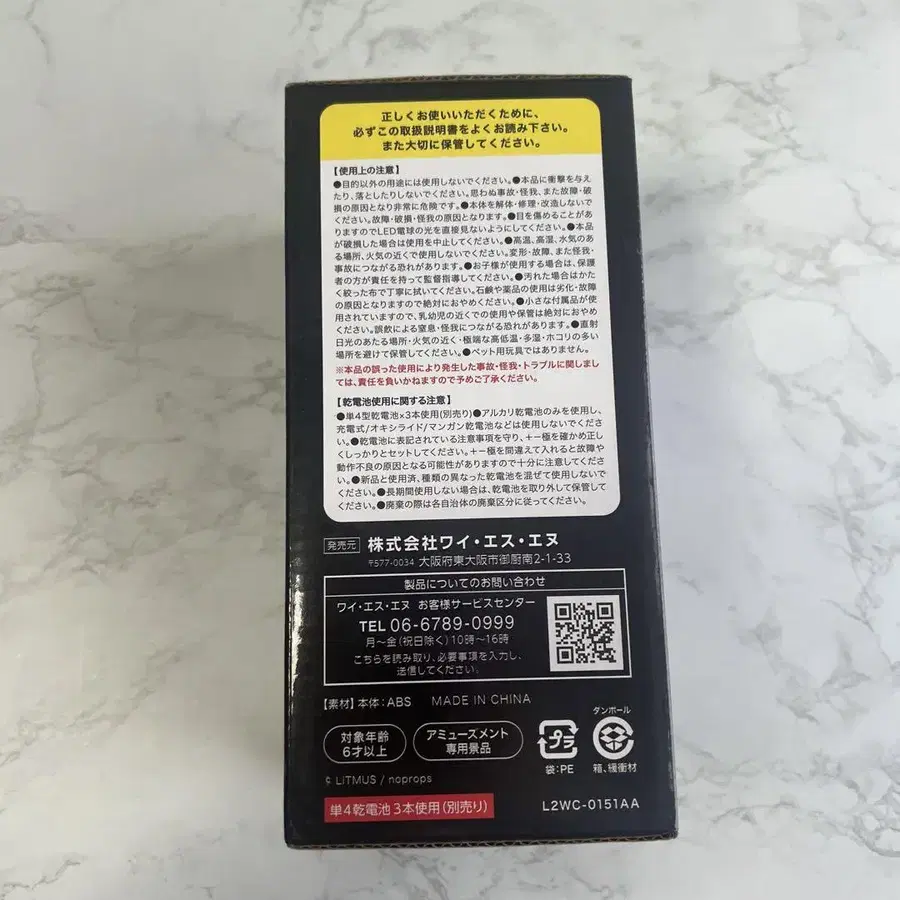 正しくお使いいただくために、
必ずこの取扱説明書をよくお読み下さい。
また大切に保管してください。
【使用上の注意】
●目的以外の用途には使用しないでください。●本品に衝撃を与え
たり、落としたりしないでください。思わぬ事故･怪我、また故障･破
損の原因となり非常に危険です。●本体を解体･修理･改造しないで
ください。故障･破損･怪我の原因となります。●目を傷めることがあ
りますのでLED電球の光を直接見ないようにしてください。●本品
が破損した場合は使用を中止してください。●高温、高湿、水気のあ
る場所、火気の近くで使用しないでください。変形･故障、また怪我･
事故につながる恐れがあります。●お子様が使用する場合は、保護
者の方が責任を持って監督指導してください。●汚れた場合はかた
く絞った布で丁寧に拭いてください。石鹸や薬品の使用は劣化･故障
の原因となりますので絶対におやめください。●小さな付属品が使
用されていますので、乳幼児の近くでの使用や保管は絶対におやめ
ください。誤飲による窒息･怪我につながる恐れがあります。●直射
日光のあたる場所･火気の近く･極端な高低温･多湿･ホコリの多い
場所を避けて保管してください。●ペット用玩具ではありません。
※本品の誤った使用により発生した事故･怪我･トラブルに関しまし
ては、責任を負いかねますので予めご了承ください。
【乾電池使用に関する注意】
●単4型乾電池×3本使用(別売り)●アルカリ乾電池のみを使用し、
充電式/オキシライド/マンガン乾電池などは使用しないでください
い。●乾電池に表記されている注意事項を守り、＋－極を確かめ正し
くしっかりとセットしてください。＋－極を間違えて入れると故障や
動作不良の原因となる可能性がありますので十分に注意してくださ
い。●新品と使用済、種類の異なった乾電池を混ぜて使用しないでく
ださい。●長期間使用しない場合は、乾電池を取り外して保管してく
ださい。●廃棄の際は各自治体の廃棄区分に従ってください。
発売元 株式会社ワイ･エス･エヌ
〒577-0034 大阪府東大阪市御厨南2-1-33
製品についてのお問い合わせ
ワイ･エス･エヌ お客様サービスセンター
TEL 06-6789-0999
月～金(祝日除く)10時～16時
こちらを読み取り、必要事項を入力し、
送信してください。
【素材】本体：ABS MADE IN CHINA
対象年齢
6才以上
アミューズメント
専用景品
プラ
袋：PE
ダンボール
箱、緩衝材
© LiTMUS / noprops
単4乾電池 3本使用(別売り)
L2WC-0151AA